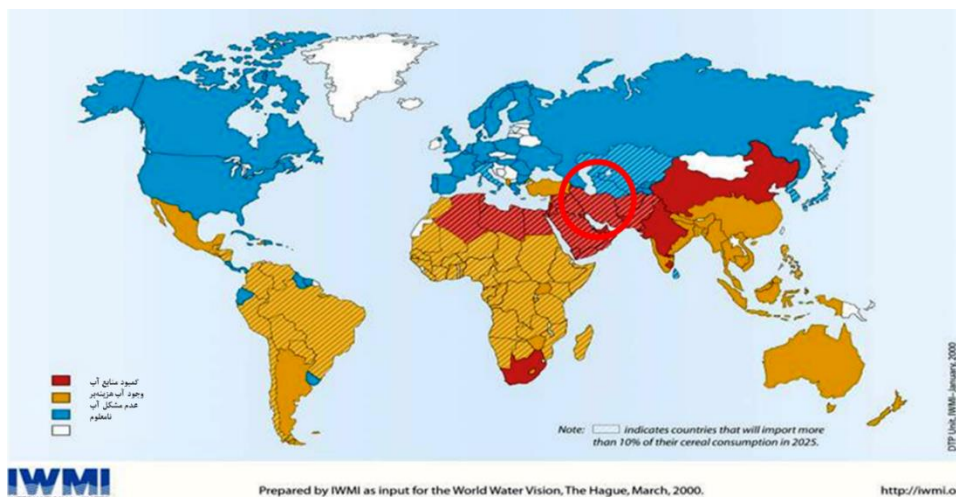 کمبود منابع آب
وجود آب هزینه‌بر
عدم مشکل آب
نامعلوم
Note: indicates countries that will import more
than 10% of their cereal consumption in 2025.
DTP Unit, IWMI-January, 2000
IWMI
Prepared by IWMI as input for the World Water Vision, The Hague, March, 2000.
http://iwmi.o